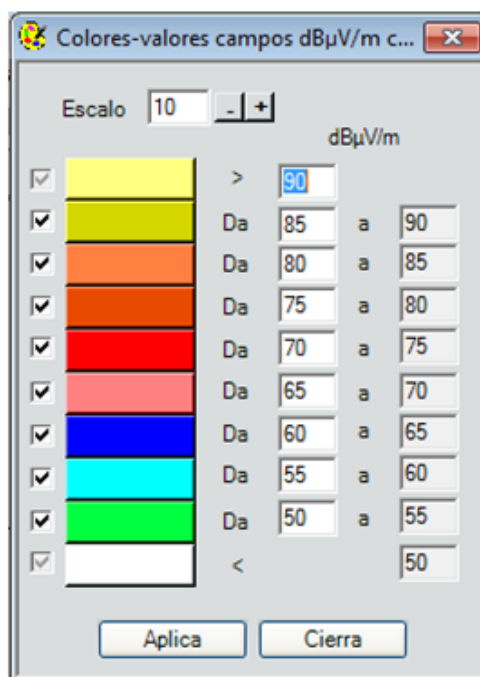 Colores-valores campos dBµV/m c...
Escalo 10 - +
dBµV/m
> 90
Da 85 a 90
Da 80 a 85
Da 75 a 80
Da 70 a 75
Da 65 a 70
Da 60 a 65
Da 55 a 60
Da 50 a 55
< 50
Aplica Cierra